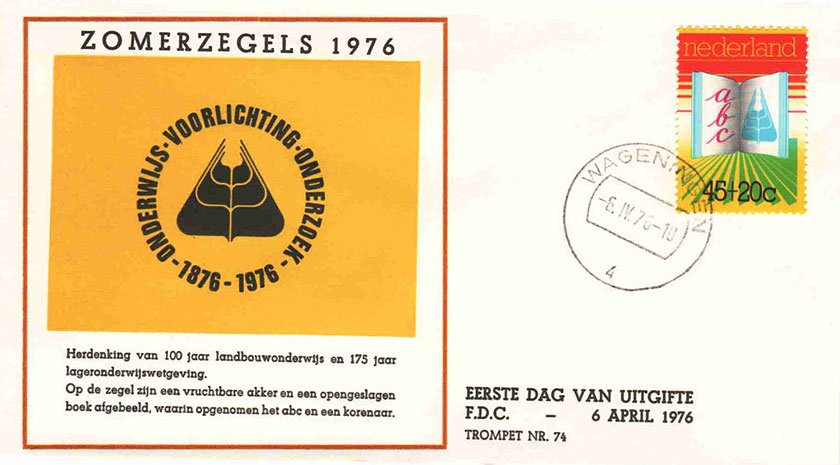 ZOMERZEGELS 1976
ONDERWIJS·VOORLICHTING·ONDERZOEK
-1876-1976-
Herdenking van 100 jaar landbouwonderwijs en 175 jaar
lageronderwijswetgeving.
Op de zegel zijn een vruchtbare akker en een opengeslagen
boek afgebeeld, waarin opgenomen het abc en een korenaar.
nederland
a
b
c
45+20c
WAGENINGEN
-6.IV.76-10
4
EERSTE DAG VAN UITGIFTE
F.D.C. – 6 APRIL 1976
TROMPET NR. 74